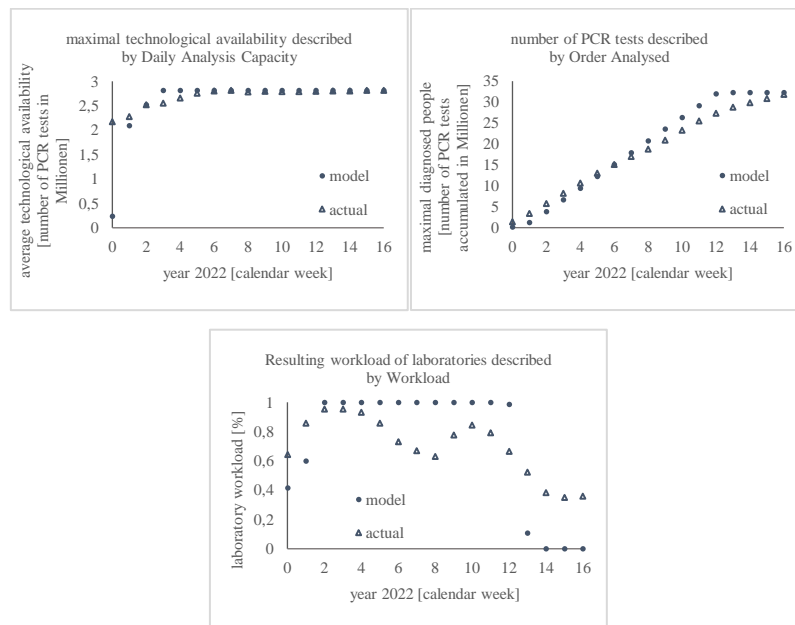 maximal technological availability described
by Daily Analysis Capacity
average technological availability
[number of PCR tests in
Millionen]
3
2,5
2
1,5
1
0,5
0
model
actual
0 2 4 6 8 10 12 14 16
year 2022 [calendar week]
number of PCR tests described
by Order Analysed
maximal diagnosed people
[number of PCR tests
accumulated in Millionen]
35
30
25
20
15
10
5
0
model
actual
0 2 4 6 8 10 12 14 16
year 2022 [calendar week]
Resulting workload of laboratories described
by Workload
laboratory workload [%]
1
0,8
0,6
0,4
0,2
0
model
actual
0 2 4 6 8 10 12 14 16
year 2022 [calendar week]